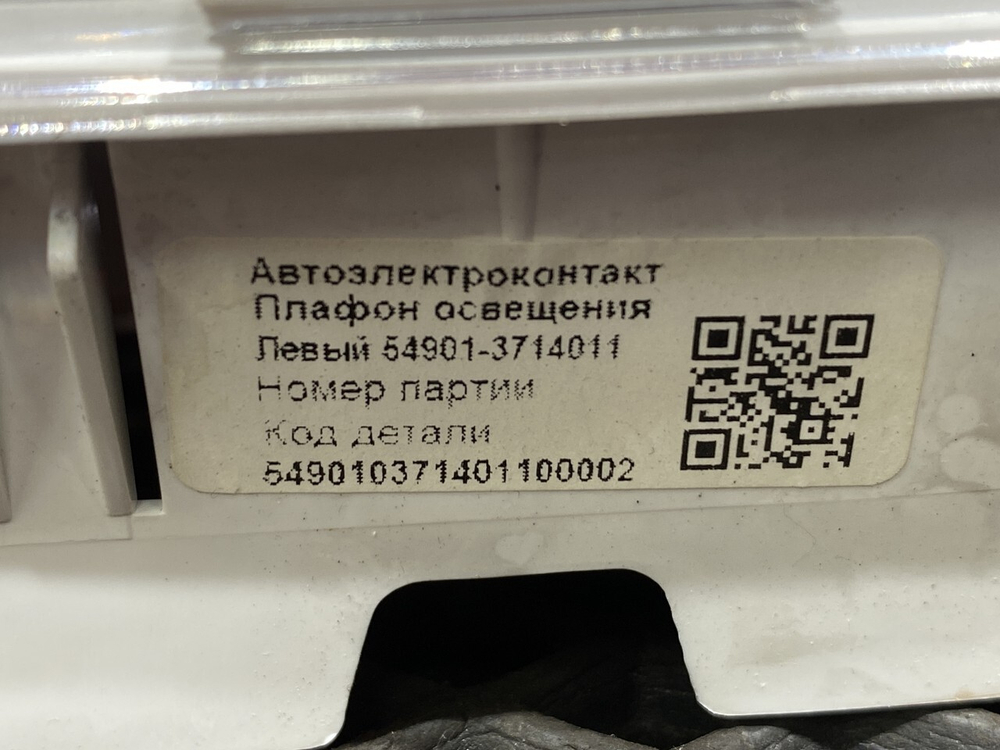 Автоэлектроконтакт
Плафон освещения
Левый 54901-3714011
Номер партии
Код детали
549010371401100002